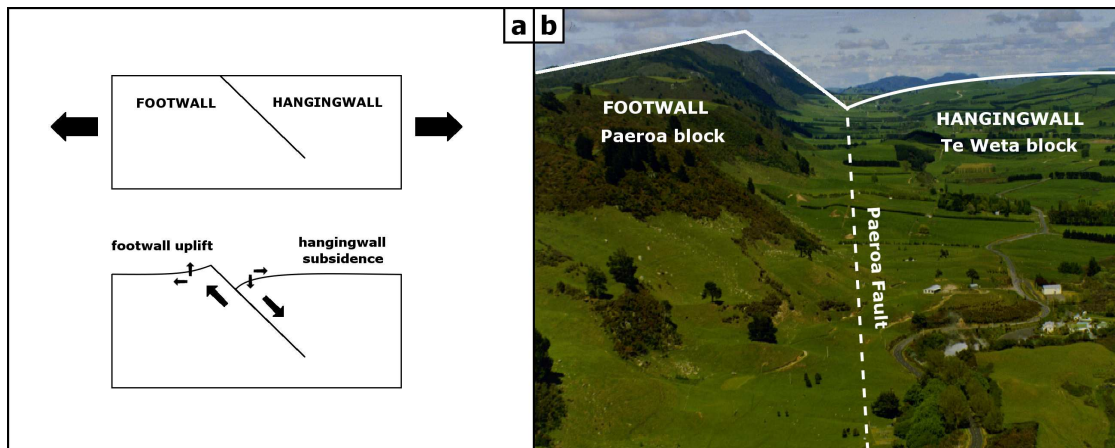 a
b
FOOTWALL
HANGINGWALL
footwall uplift
hangingwall
subsidence
FOOTWALL
Paeroa block
HANGINGWALL
Te Weta block
Paeroa Fault